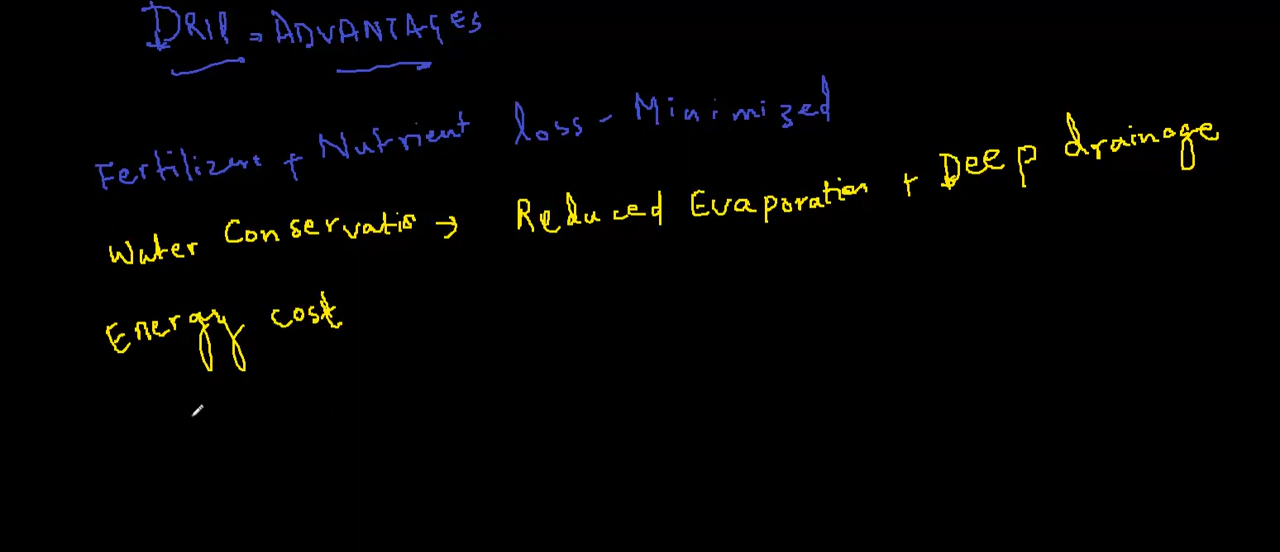 DRIP = ADVANTAGES
Fertilizer + Nutrient loss - Minimized
Water Conservatio → Reduced Evaporation + Deep drainage
Energy cost